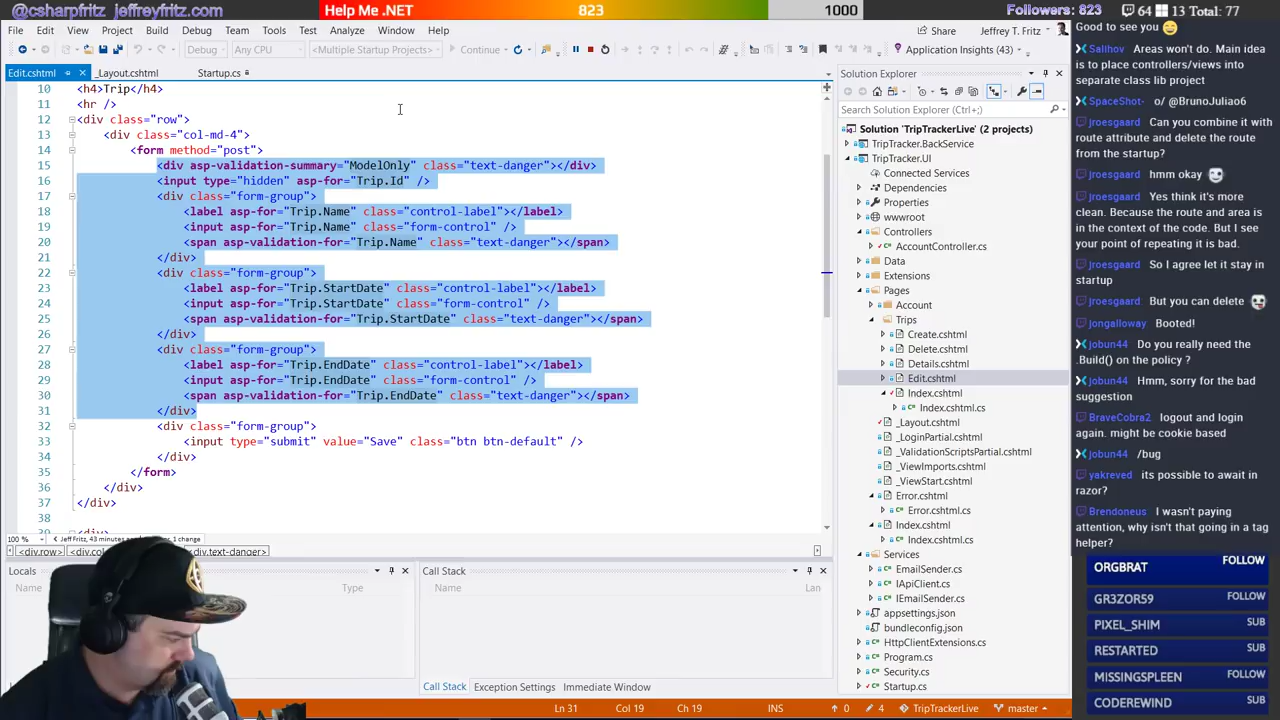 @csharpfritz jeffreyfritz.com
Help Me .NET
823
1000
Followers: 823
64 13 Total: 77
File Edit View Project Build Debug Team Tools Test Analyze Window Help
Jeffrey T. Fritz
Debug Any CPU <Multiple Startup Projects> Continue
Share
Application Insights (43)
Edit.cshtml
_Layout.cshtml
Startup.cs
10 <h4>Trip</h4>
11 <hr />
12 <div class="row">
13 <div class="col-md-4">
14 <form method="post">
15 <div asp-validation-summary="ModelOnly" class="text-danger"></div>
16 <input type="hidden" asp-for="Trip.Id" />
17 <div class="form-group">
18 <label asp-for="Trip.Name" class="control-label"></label>
19 <input asp-for="Trip.Name" class="form-control" />
20 <span asp-validation-for="Trip.Name" class="text-danger"></span>
21 </div>
22 <div class="form-group">
23 <label asp-for="Trip.StartDate" class="control-label"></label>
24 <input asp-for="Trip.StartDate" class="form-control" />
25 <span asp-validation-for="Trip.StartDate" class="text-danger"></span>
26 </div>
27 <div class="form-group">
28 <label asp-for="Trip.EndDate" class="control-label"></label>
29 <input asp-for="Trip.EndDate" class="form-control" />
30 <span asp-validation-for="Trip.EndDate" class="text-danger"></span>
31 </div>
32 <div class="form-group">
33 <input type="submit" value="Save" class="btn btn-default" />
34 </div>
35 </form>
36 </div>
37 </div>
38
100 %
1 change
<div.row>
<div.text-danger>
Locals
Name Type
Call Stack
Name Lan
Call Stack Exception Settings Immediate Window
Ln 31 Col 19 Ch 19 INS 0 4 TripTrackerLive master
Solution Explorer
Search Solution Explorer (Ctrl+;)
Solution 'TripTrackerLive' (2 projects)
TripTracker.BackService
TripTracker.UI
Connected Services
Dependencies
Properties
wwwroot
Controllers
AccountController.cs
Data
Extensions
Pages
Account
Trips
Create.cshtml
Delete.cshtml
Details.cshtml
Edit.cshtml
Index.cshtml
Index.cshtml.cs
_Layout.cshtml
_LoginPartial.cshtml
_ValidationScriptsPartial.cshtml
_ViewImports.cshtml
_ViewStart.cshtml
Error.cshtml
Error.cshtml.cs
Index.cshtml
Index.cshtml.cs
Services
EmailSender.cs
IApiClient.cs
IEmailSender.cs
appsettings.json
bundleconfig.json
HttpClientExtensions.cs
Program.cs
Security.cs
Startup.cs
Good to see you
Salihov Areas won't do. Main idea
is to place controllers/views into
separate class lib project
SpaceShot- o/ @BrunoJuliao6
jroesgaard Can you combine it with
route attribute and delete the route
from the startup?
jroesgaard hmm okay
jroesgaard Yes think it's more
clean. Because the route and area is
in the context of the code. But I see
your point of repeating it is bad.
jroesgaard So I agree let it stay in
startup
jroesgaard But you can delete
jongalloway Booted!
jobun44 Do you really need the
.Build() on the policy ?
jobun44 Hmm, sorry for the bad
suggestion
BraveCobra2 logout and login
again. might be cookie based
jobun44 /bug
yakreved its possible to await in
razor?
Brendoneus I wasn't paying
attention, why isn't that going in a tag
helper?
ORGBRAT FOLLOW
GR3ZOR59 FOLLOW
PIXEL_SHIM SUB
RESTARTED SUB
MISSINGSPLEEN FOLLOW
CODEREWIND SUB